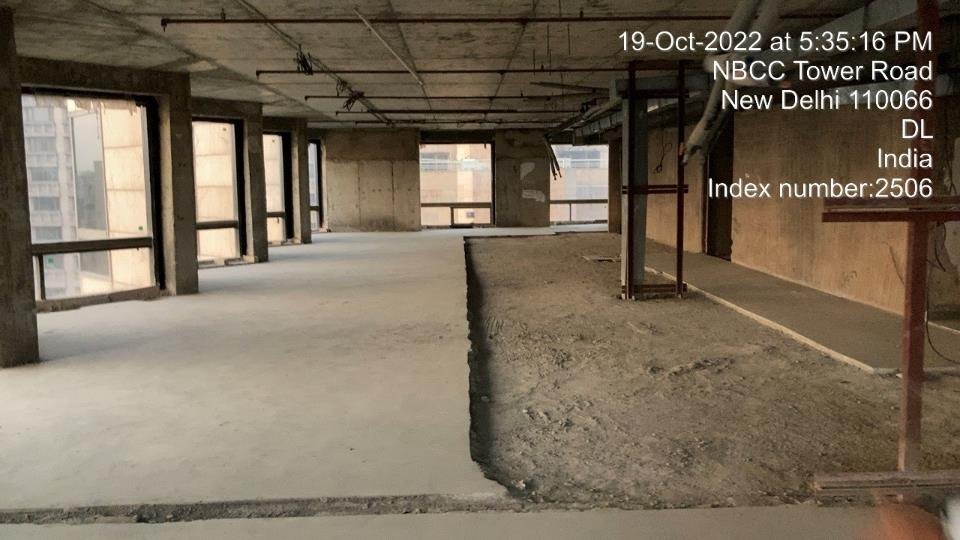 19-Oct-2022 at 5:35:16 PM
NBCC Tower Road
New Delhi 110066
DL
India
Index number:2506